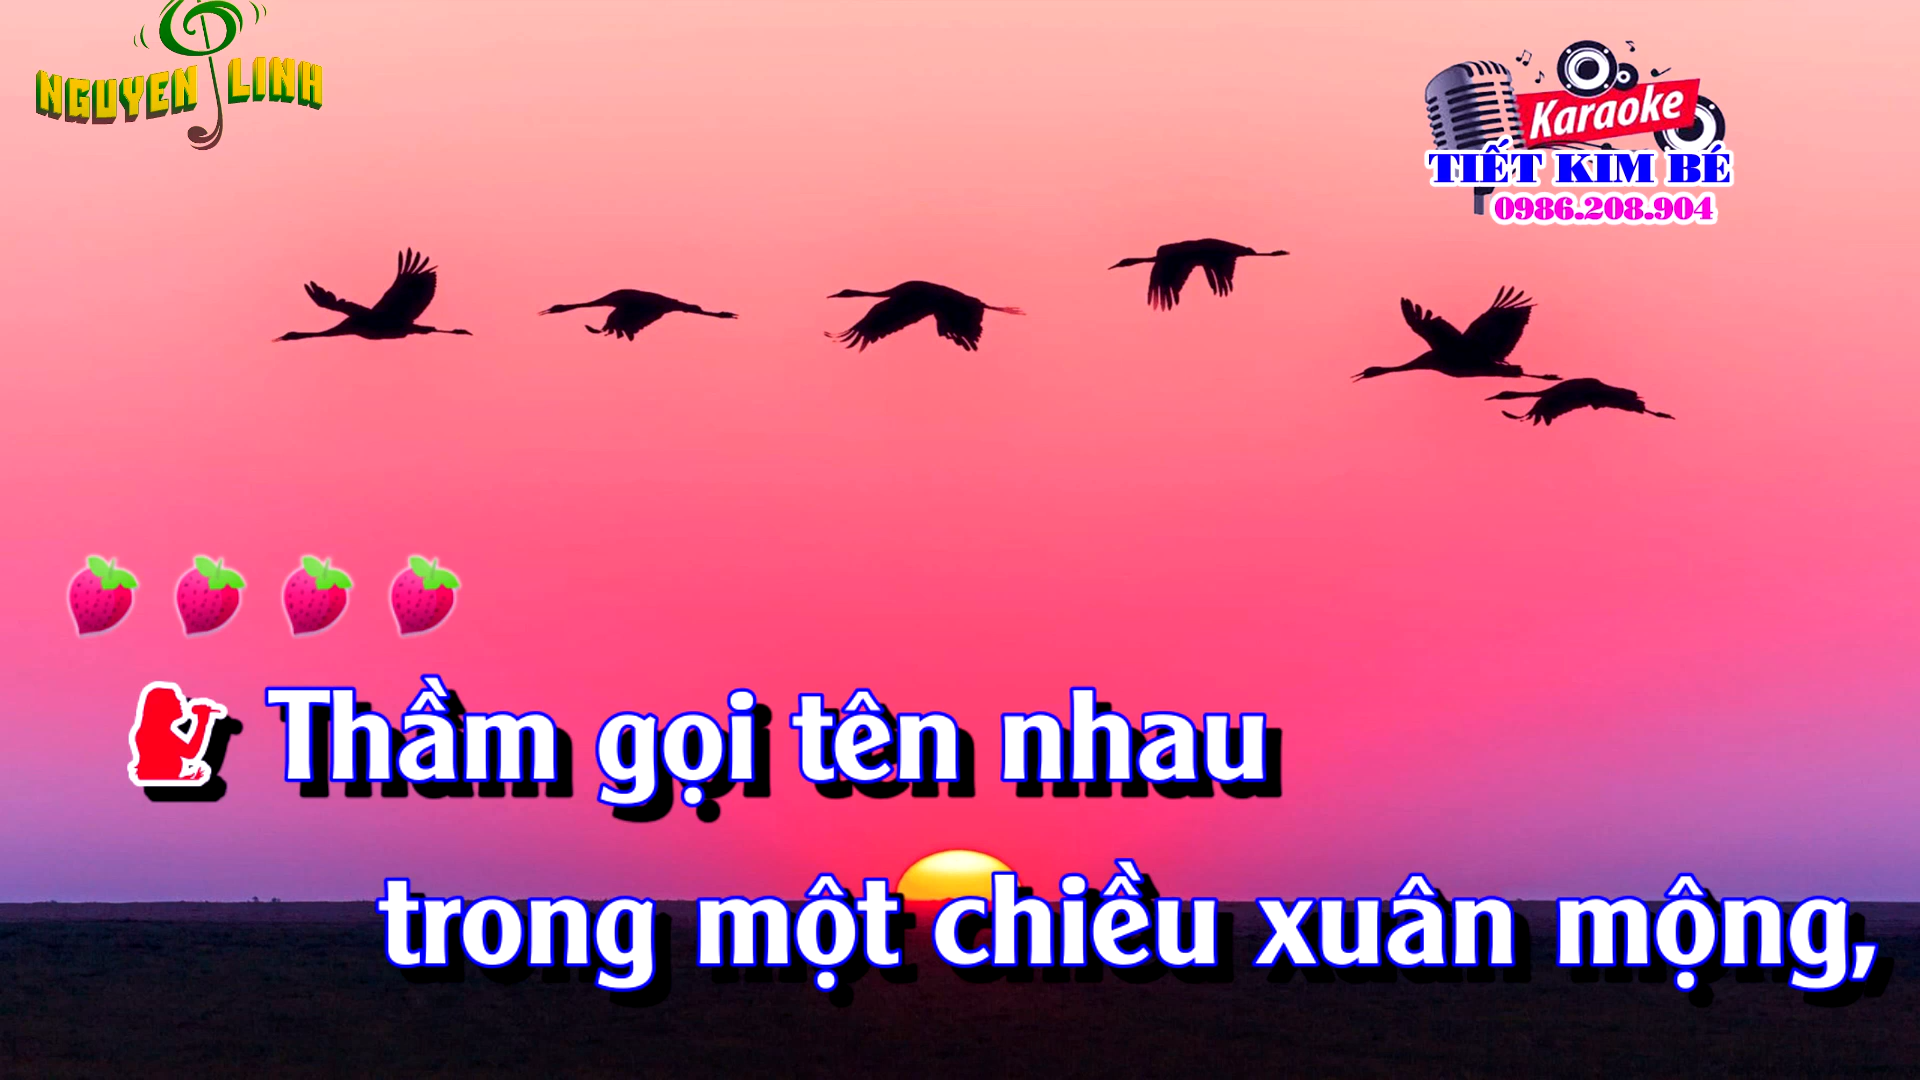 NGUYEN LINH
Karaoke
TIẾT KIM BÉ
0986.208.904
Thầm gọi tên nhau
trong một chiều xuân mộng,